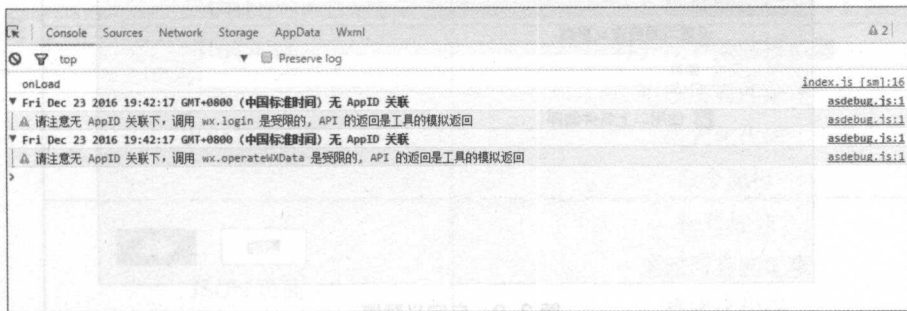 Console Sources Network Storage AppData Wxml 2
top Preserve log
onLoad index.js [sm]:16
Fri Dec 23 2016 19:42:17 GMT+0800 (中国标准时间) 无 AppID 关联 asdebug.js:1
请注意无 AppID 关联下，调用 wx.login 是受限的, API 的返回是工具的模拟返回 asdebug.js:1
Fri Dec 23 2016 19:42:17 GMT+0800 (中国标准时间) 无 AppID 关联 asdebug.js:1
请注意无 AppID 关联下，调用 wx.operateWXData 是受限的, API 的返回是工具的模拟返回 asdebug.js:1
>